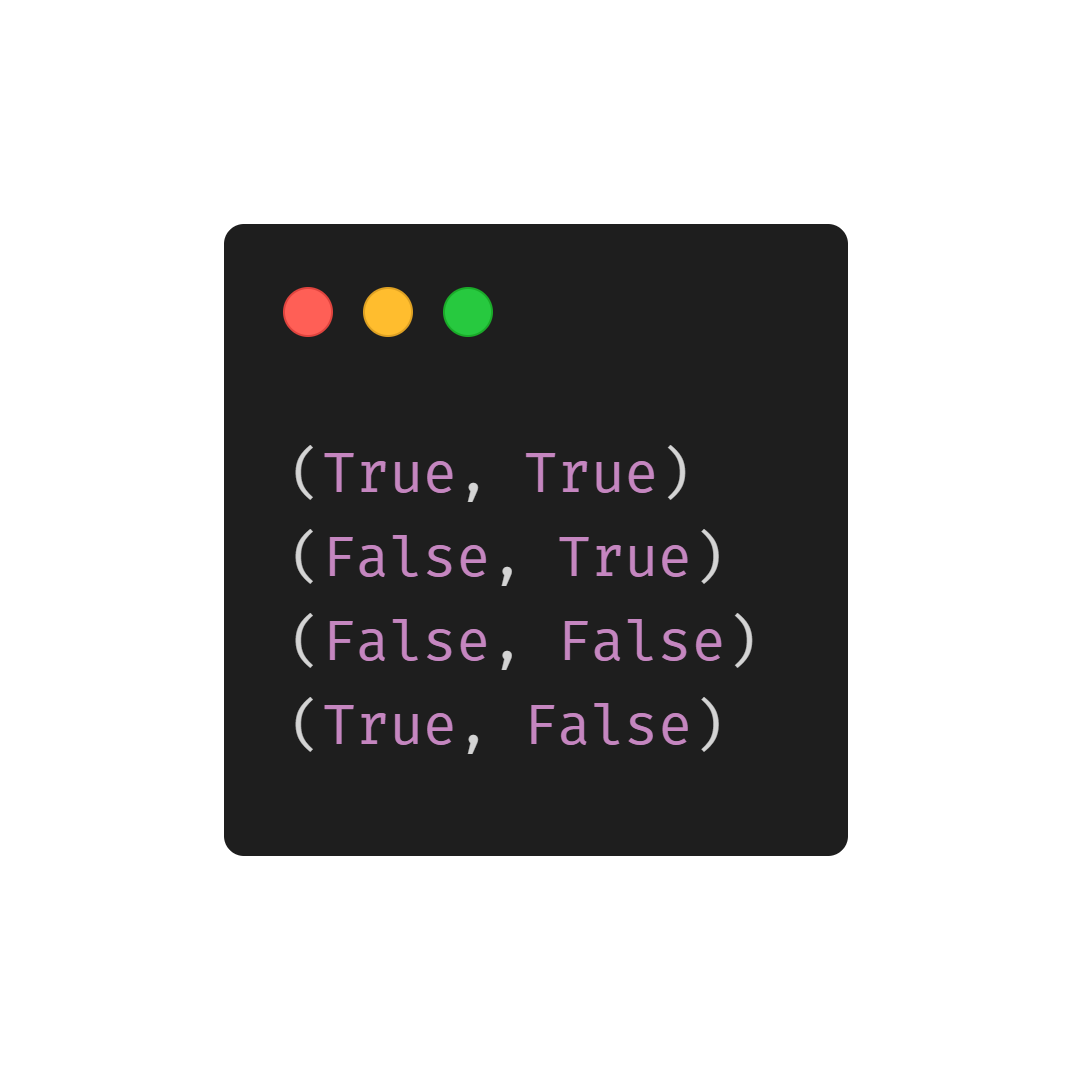 (True, True)
(False, True)
(False, False)
(True, False)